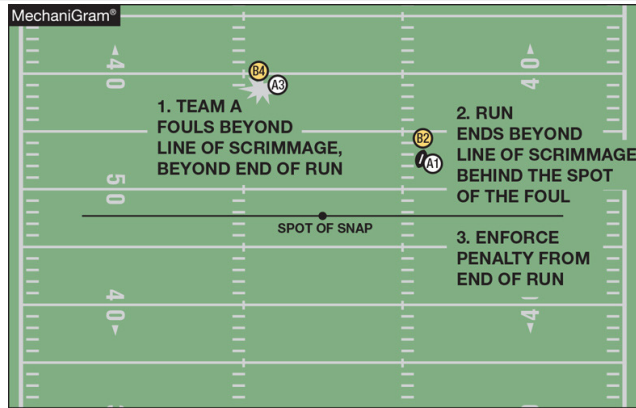 MechaniGram®
40
40
B4
A3
1. TEAM A
FOULS BEYOND
LINE OF SCRIMMAGE,
BEYOND END OF RUN
2. RUN
ENDS BEYOND
LINE OF SCRIMMAGE
BEHIND THE SPOT
OF THE FOUL
B2
A1
50
SPOT OF SNAP
3. ENFORCE
PENALTY FROM
END OF RUN
40
40